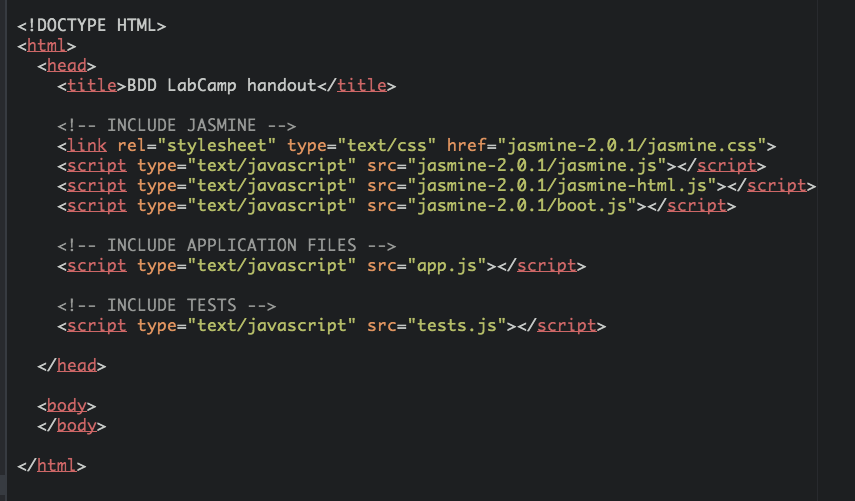 <!DOCTYPE HTML>
<html>
<head>
<title>BDD LabCamp handout</title>
<!-- INCLUDE JASMINE -->
<link rel="stylesheet" type="text/css" href="jasmine-2.0.1/jasmine.css">
<script type="text/javascript" src="jasmine-2.0.1/jasmine.js"></script>
<script type="text/javascript" src="jasmine-2.0.1/jasmine-html.js"></script>
<script type="text/javascript" src="jasmine-2.0.1/boot.js"></script>
<!-- INCLUDE APPLICATION FILES -->
<script type="text/javascript" src="app.js"></script>
<!-- INCLUDE TESTS -->
<script type="text/javascript" src="tests.js"></script>
</head>
<body>
</body>
</html>